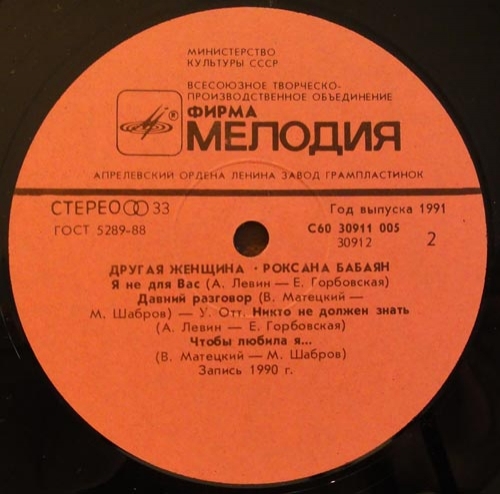 МИНИСТЕРСТВО
КУЛЬТУРЫ СССР
ВСЕСОЮЗНОЕ ТВОРЧЕСКО-
ПРОИЗВОДСТВЕННОЕ ОБЪЕДИНЕНИЕ
® ФИРМА
МЕЛОДИЯ
АПРЕЛЕВСКИЙ ОРДЕНА ЛЕНИНА ЗАВОД ГРАМПЛАСТИНОК
СТЕРЕО 33 Год выпуска 1991
ГОСТ 5289-88 С60 30911 005
30912 2
ДРУГАЯ ЖЕНЩИНА · РОКСАНА БАБАЯН
Я не для Вас (А. Левин — Е. Горбовская)
Давний разговор (В. Матецкий —
М. Шабров) — У. Отт. Никто не должен знать
(А. Левин — Е. Горбовская)
Чтобы любила я...
(В. Матецкий — М. Шабров)
Запись 1990 г.